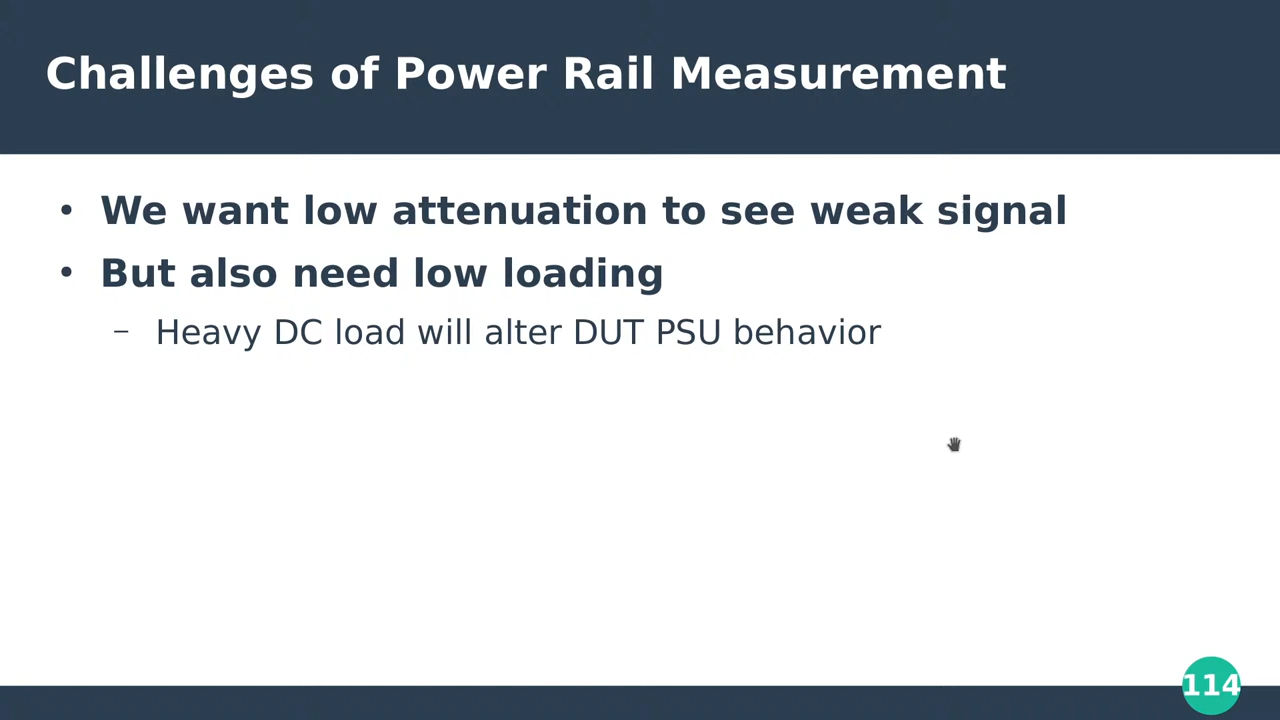 Challenges of Power Rail Measurement
• We want low attenuation to see weak signal
• But also need low loading
– Heavy DC load will alter DUT PSU behavior
114